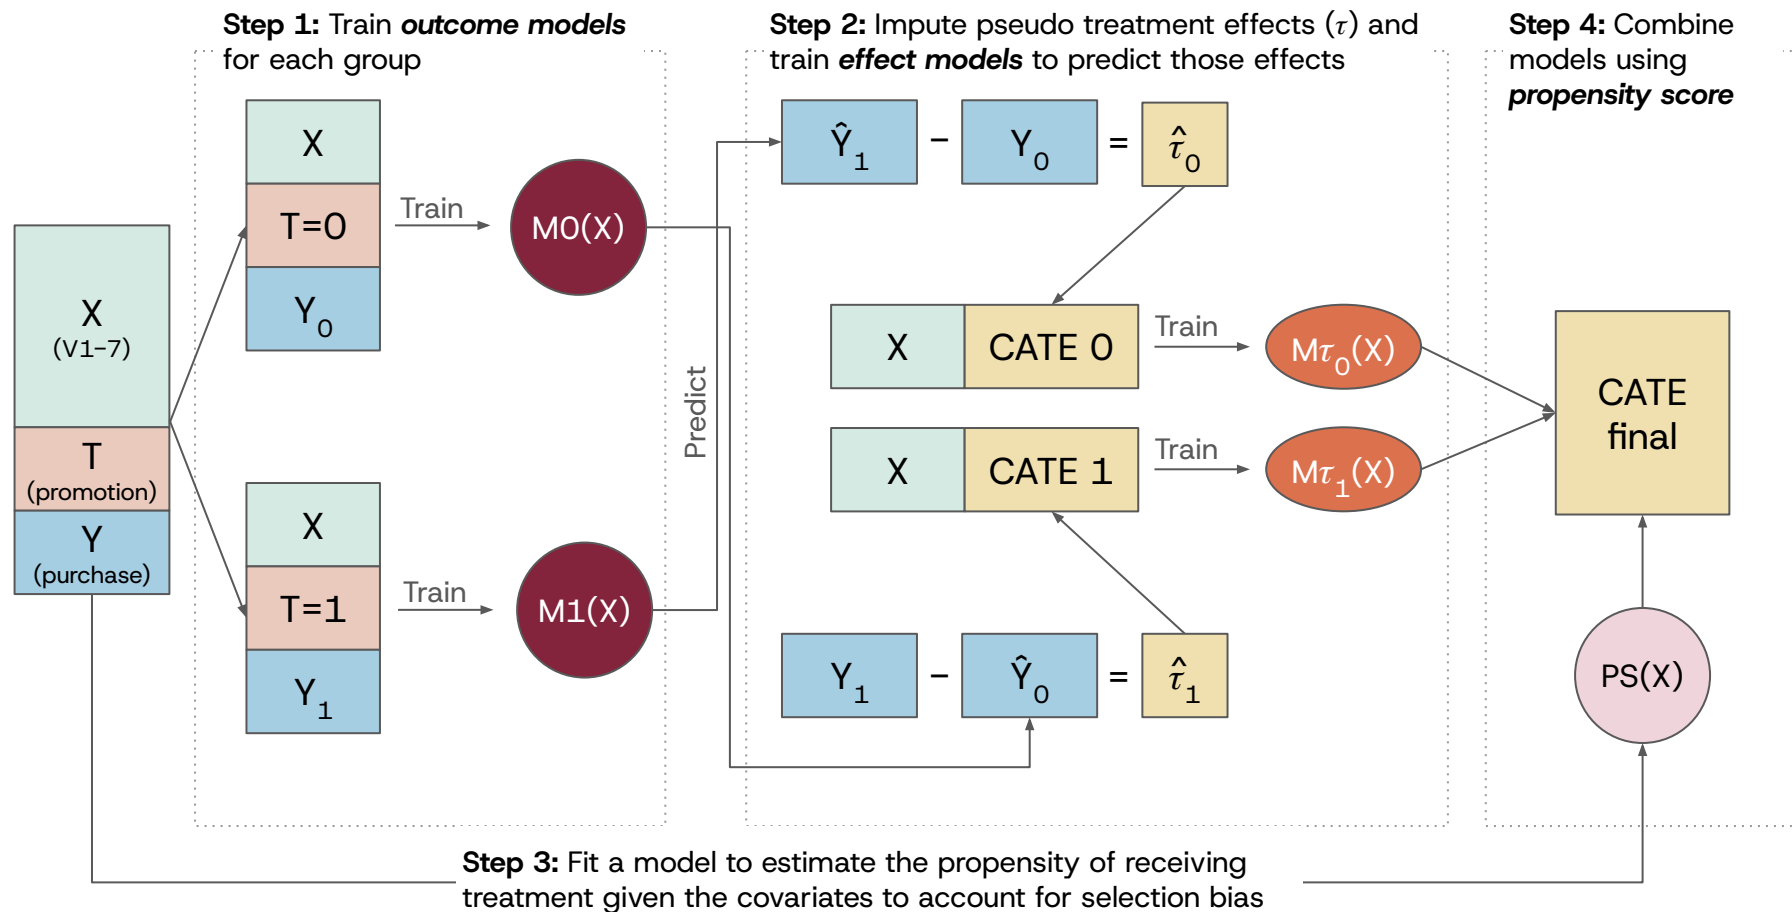 Step 1: Train outcome models
for each group
Step 2: Impute pseudo treatment effects (τ) and
train effect models to predict those effects
Step 4: Combine
models using
propensity score
X
(V1-7)
T
(promotion)
Y
(purchase)
X
T=0
Y₀
Train
M0(X)
X
T=1
Y₁
Train
M1(X)
Predict
Ŷ₁ - Y₀ = τ̂₀
X CATE 0
Train
Mτ₀(X)
X CATE 1
Train
Mτ₁(X)
Y₁ - Ŷ₀ = τ̂₁
CATE
final
PS(X)
Step 3: Fit a model to estimate the propensity of receiving
treatment given the covariates to account for selection bias